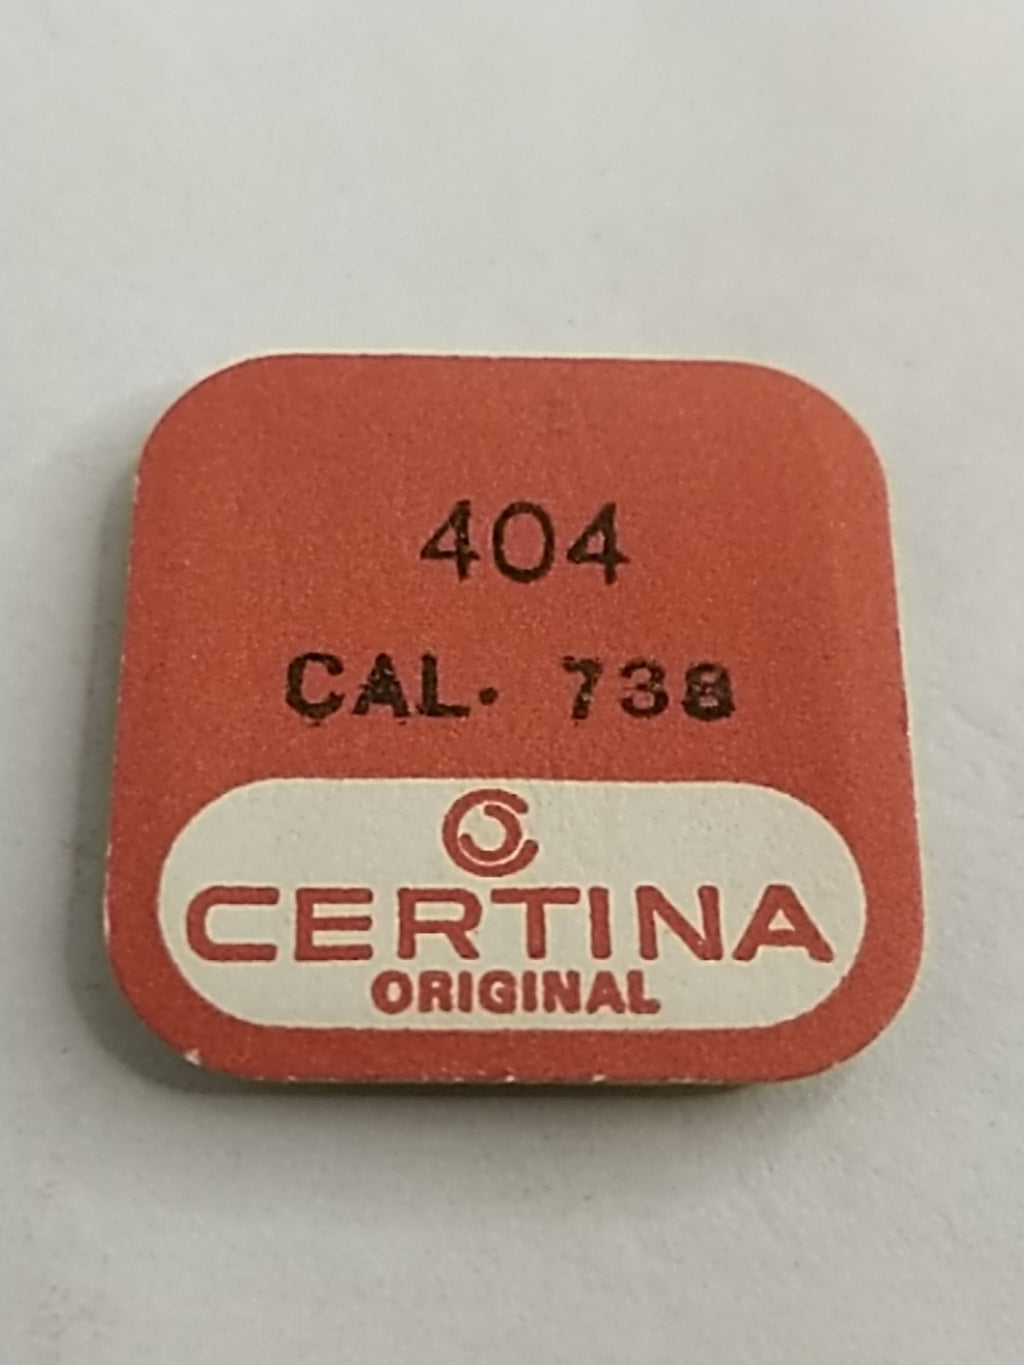 404
CAL. 738
CERTINA
ORIGINAL